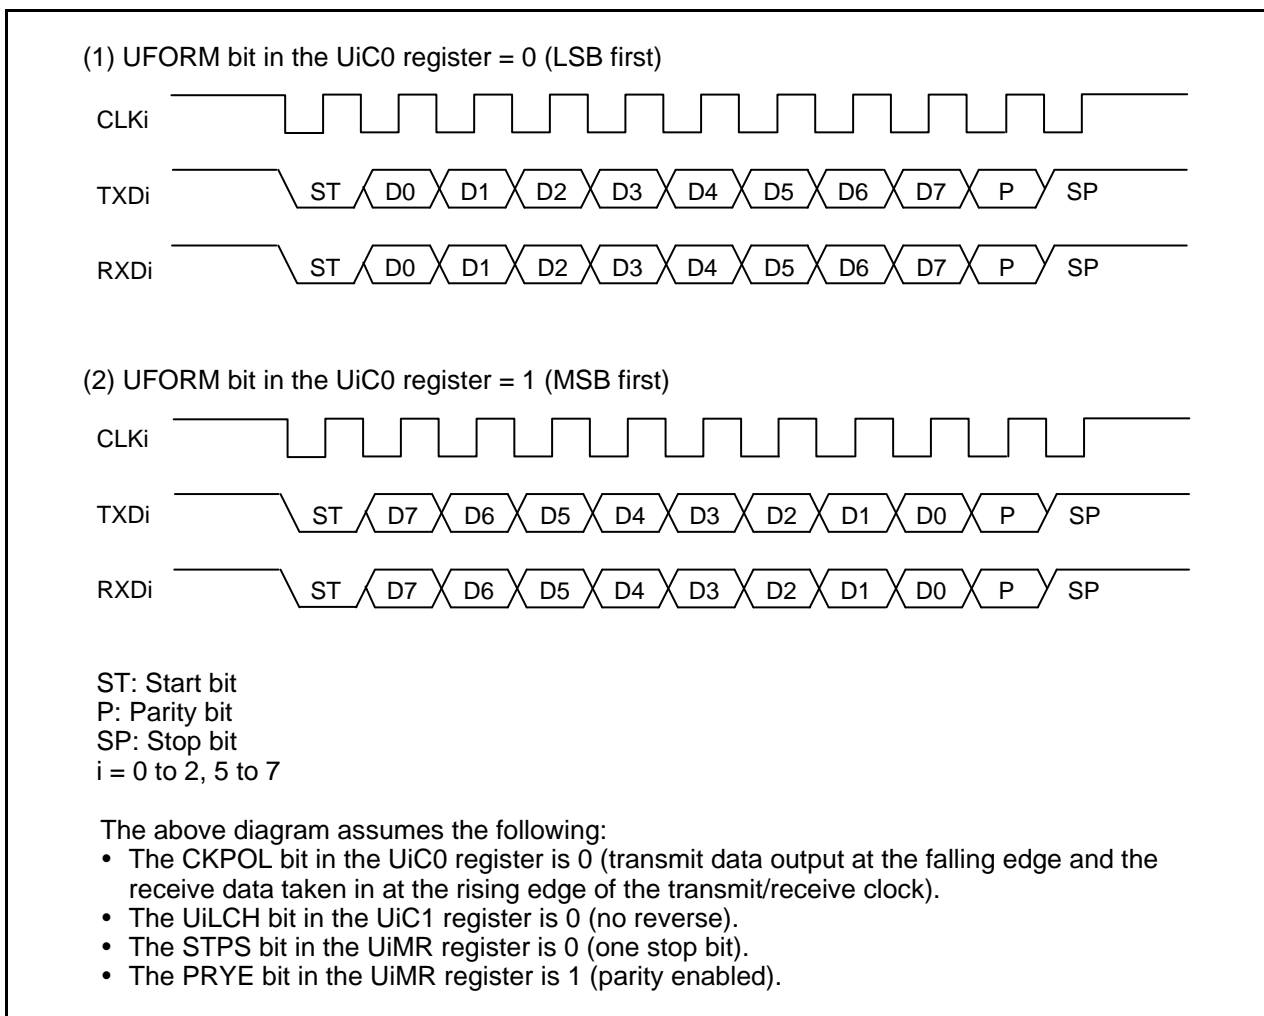 (1) UFORM bit in the UiC0 register = 0 (LSB first)
CLKi
TXDi ST D0 D1 D2 D3 D4 D5 D6 D7 P SP
RXDi ST D0 D1 D2 D3 D4 D5 D6 D7 P SP
(2) UFORM bit in the UiC0 register = 1 (MSB first)
CLKi
TXDi ST D7 D6 D5 D4 D3 D2 D1 D0 P SP
RXDi ST D7 D6 D5 D4 D3 D2 D1 D0 P SP
ST: Start bit
P: Parity bit
SP: Stop bit
i = 0 to 2, 5 to 7
The above diagram assumes the following:
• The CKPOL bit in the UiC0 register is 0 (transmit data output at the falling edge and the
receive data taken in at the rising edge of the transmit/receive clock).
• The UiLCH bit in the UiC1 register is 0 (no reverse).
• The STPS bit in the UiMR register is 0 (one stop bit).
• The PRYE bit in the UiMR register is 1 (parity enabled).